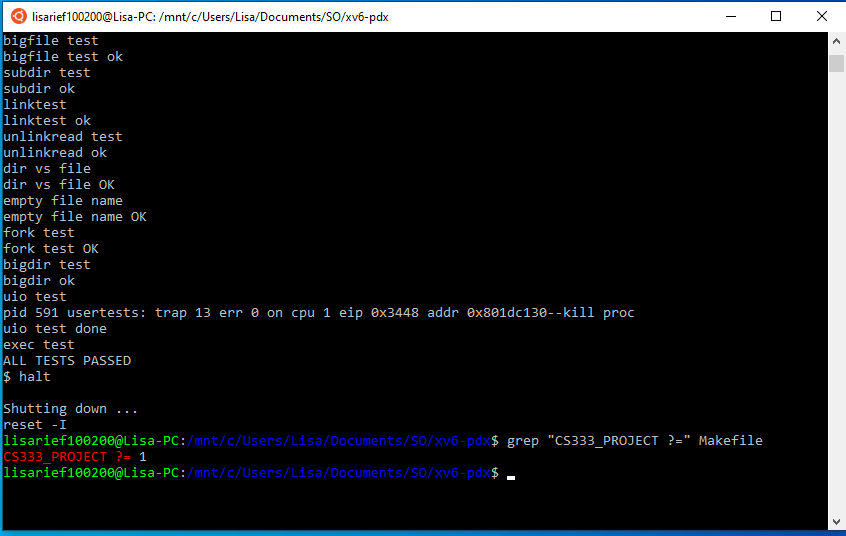 lisarief100200@Lisa-PC: /mnt/c/Users/Lisa/Documents/SO/xv6-pdx
bigfile test
bigfile test ok
subdir test
subdir ok
linktest
linktest ok
unlinkread test
unlinkread ok
dir vs file
dir vs file OK
empty file name
empty file name OK
fork test
fork test OK
bigdir test
bigdir ok
uio test
pid 591 usertests: trap 13 err 0 on cpu 1 eip 0x3448 addr 0x801dc130--kill proc
uio test done
exec test
ALL TESTS PASSED
$ halt
Shutting down ...
reset -I
lisarief100200@Lisa-PC:/mnt/c/Users/Lisa/Documents/SO/xv6-pdx$ grep "CS333_PROJECT ?=" Makefile
CS333_PROJECT ?= 1
lisarief100200@Lisa-PC:/mnt/c/Users/Lisa/Documents/SO/xv6-pdx$